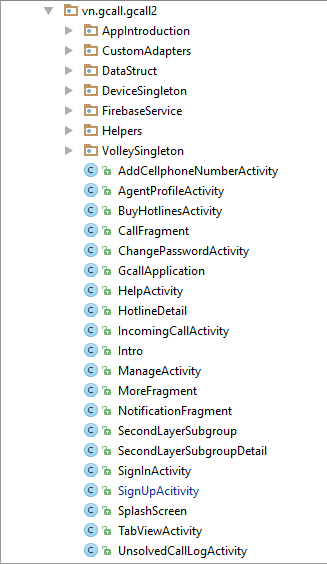 vn.gcall.gcall2
AppIntroduction
CustomAdapters
DataStruct
DeviceSingleton
FirebaseService
Helpers
VolleySingleton
C AddCellphoneNumberActivity
C AgentProfileActivity
C BuyHotlinesActivity
C CallFragment
C ChangePasswordActivity
C GcallApplication
C HelpActivity
C HotlineDetail
C IncomingCallActivity
C Intro
C ManageActivity
C MoreFragment
C NotificationFragment
C SecondLayerSubgroup
C SecondLayerSubgroupDetail
C SignInActivity
C SignUpAcitivity
C SplashScreen
C TabViewActivity
C UnsolvedCallLogActivity